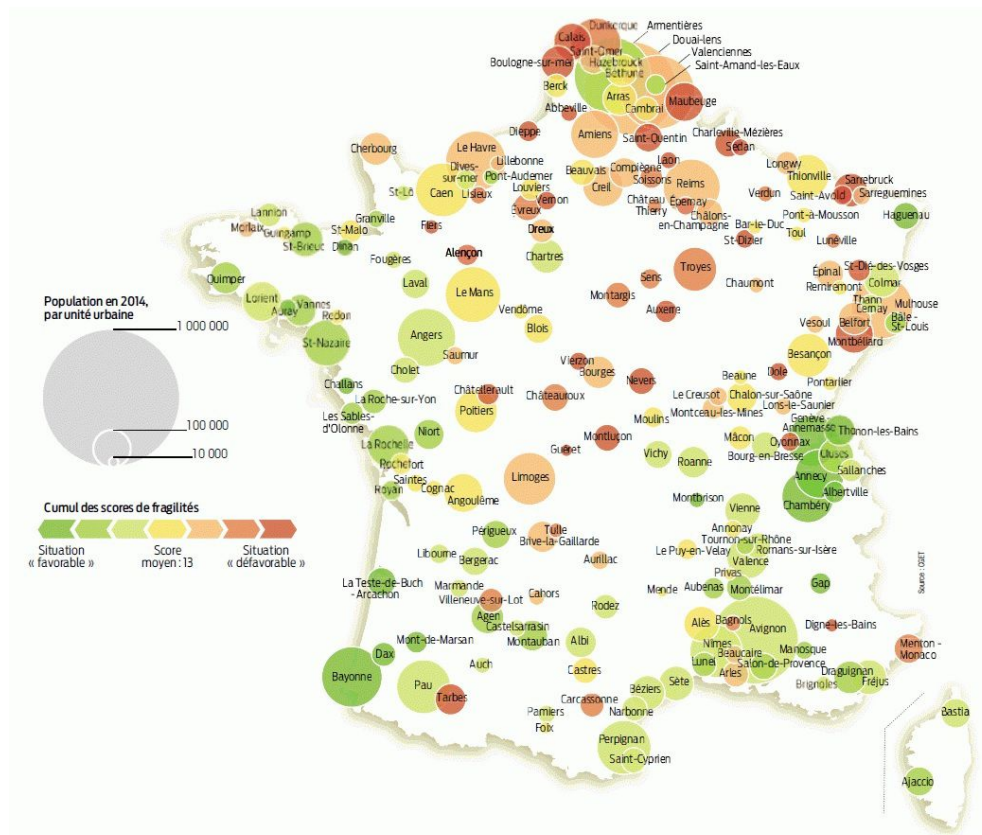 Dunkerque
Armentières
Calais
Douai-lens
Saint-Omer
Valenciennes
Boulogne-sur-mer
Hazebrouck
Saint-Amand-les-Eaux
Béthune
Berck
Arras
Maubeuge
Abbeville
Cambrai
Dieppe
Amiens
Saint-Quentin
Charleville-Mézières
Sedan
Cherbourg
Le Havre
Lillebonne
Laon
Longwy
Dives-
sur-mer
Pont-Audemer
Beauvais
Compiègne
Soissons
Thionville
St-Lô
Caen
Lisieux
Louviers
Creil
Reims
Verdun
Saint-Avold
Sarrebruck
Sarreguemines
Vernon
Évreux
Château
Thierry
Épernay
Châlons-
en-Champagne
Bar-le-Duc
Pont-à-Mousson
Haguenau
Lannion
Granville
Morlaix
Guingamp
St-Malo
Flers
Dreux
Toul
St-Brieuc
Dinan
Alençon
Chartres
St-Dizier
Lunéville
Fougères
Quimper
Laval
Troyes
Épinal
St-Dié-des-Vosges
Sens
Chaumont
Remiremont
Colmar
Lorient
Le Mans
Montargis
Thann
Cernay
Mulhouse
Auray
Vannes
Vendôme
Auxerre
Redon
Vesoul
Belfort
Bâle -
St-Louis
Population en 2014,
par unité urbaine
1 000 000
100 000
10 000
Angers
Blois
Montbéliard
St-Nazaire
Saumur
Besançon
Vierzon
Bourges
Cholet
Nevers
Beaune
Dole
Pontarlier
Challans
Châtellerault
Châteauroux
Le Creusot
Chalon-sur-Saône
La Roche-sur-Yon
Lons-le-Saunier
Les Sables-
d'Olonne
Poitiers
Moulins
Montceau-les-Mines
Genève -
Annemasse
Niort
Montluçon
Mâcon
Oyonnax
Thonon-les-Bains
La Rochelle
Guéret
Vichy
Bourg-en-Bresse
Cluses
Rochefort
Roanne
Sallanches
Saintes
Limoges
Annecy
Royan
Cognac
Albertville
Angoulême
Montbrison
Chambéry
Cumul des scores de fragilités
Situation
« favorable »
Score
moyen : 13
Situation
« défavorable »
Vienne
Périgueux
Tulle
Annonay
Brive-la-Gaillarde
Tournon-sur-Rhône
Libourne
Le Puy-en-Velay
Romans-sur-Isère
Bergerac
Aurillac
Valence
Privas
La Teste-de-Buch
- Arcachon
Marmande
Gap
Villeneuve-sur-Lot
Cahors
Mende
Aubenas
Montélimar
Source : CGET
Agen
Rodez
Castelsarrasin
Alès
Bagnols
Digne-les-Bains
Mont-de-Marsan
Montauban
Albi
Avignon
Dax
Nîmes
Menton -
Monaco
Beaucaire
Manosque
Auch
Lunel
Salon-de-Provence
Bayonne
Castres
Arles
Draguignan
Pau
Sète
Brignoles
Fréjus
Tarbes
Béziers
Carcassonne
Pamiers
Narbonne
Bastia
Foix
Perpignan
Saint-Cyprien
Ajaccio